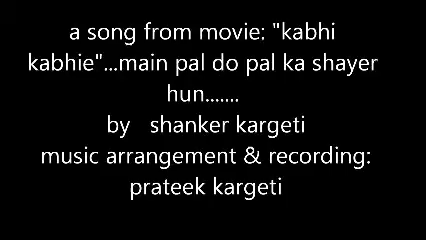 a song from movie: "kabhi
kabhie"...main pal do pal ka shayer
hun.......
by   shanker kargeti
music arrangement & recording:
prateek kargeti